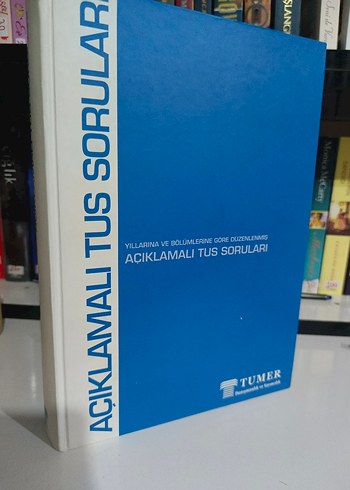 AÇIKLAMALI TUS SORULARI
YILLARINA VE BÖLÜMLERİNE GÖRE DÜZENLENMİŞ
AÇIKLAMALI TUS SORULARI
TUMER